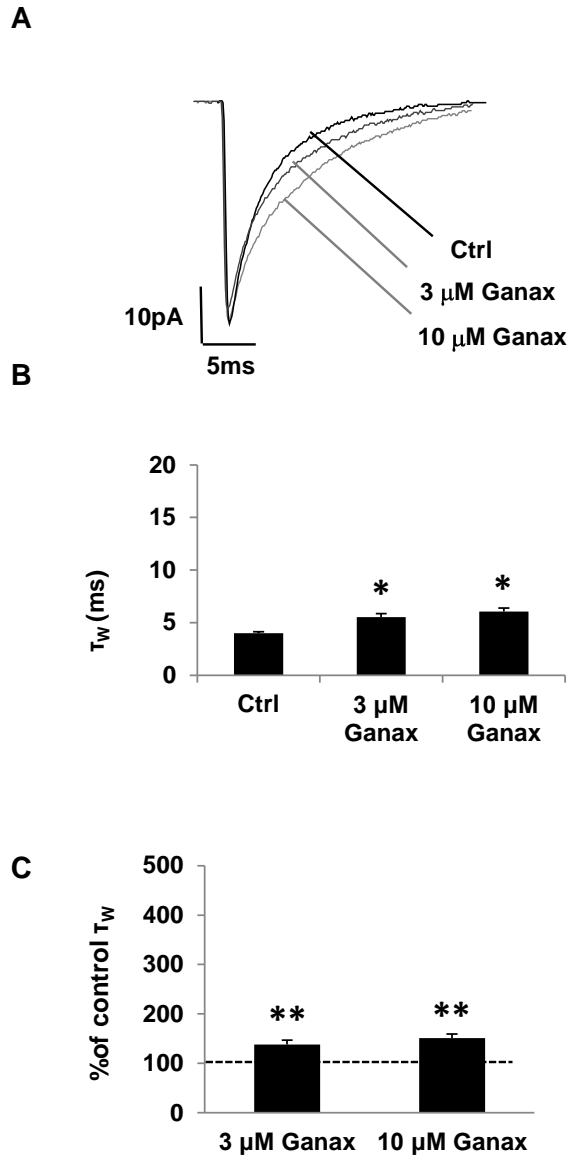 A
Ctrl
3 μM Ganax
10 μM Ganax
10pA
5ms
B
τW (ms)
20
15
10
5
0
*
*
Ctrl
3 µM
Ganax
10 µM
Ganax
C
%of control τW
500
400
300
200
100
0
**
**
3 µM Ganax
10 µM Ganax